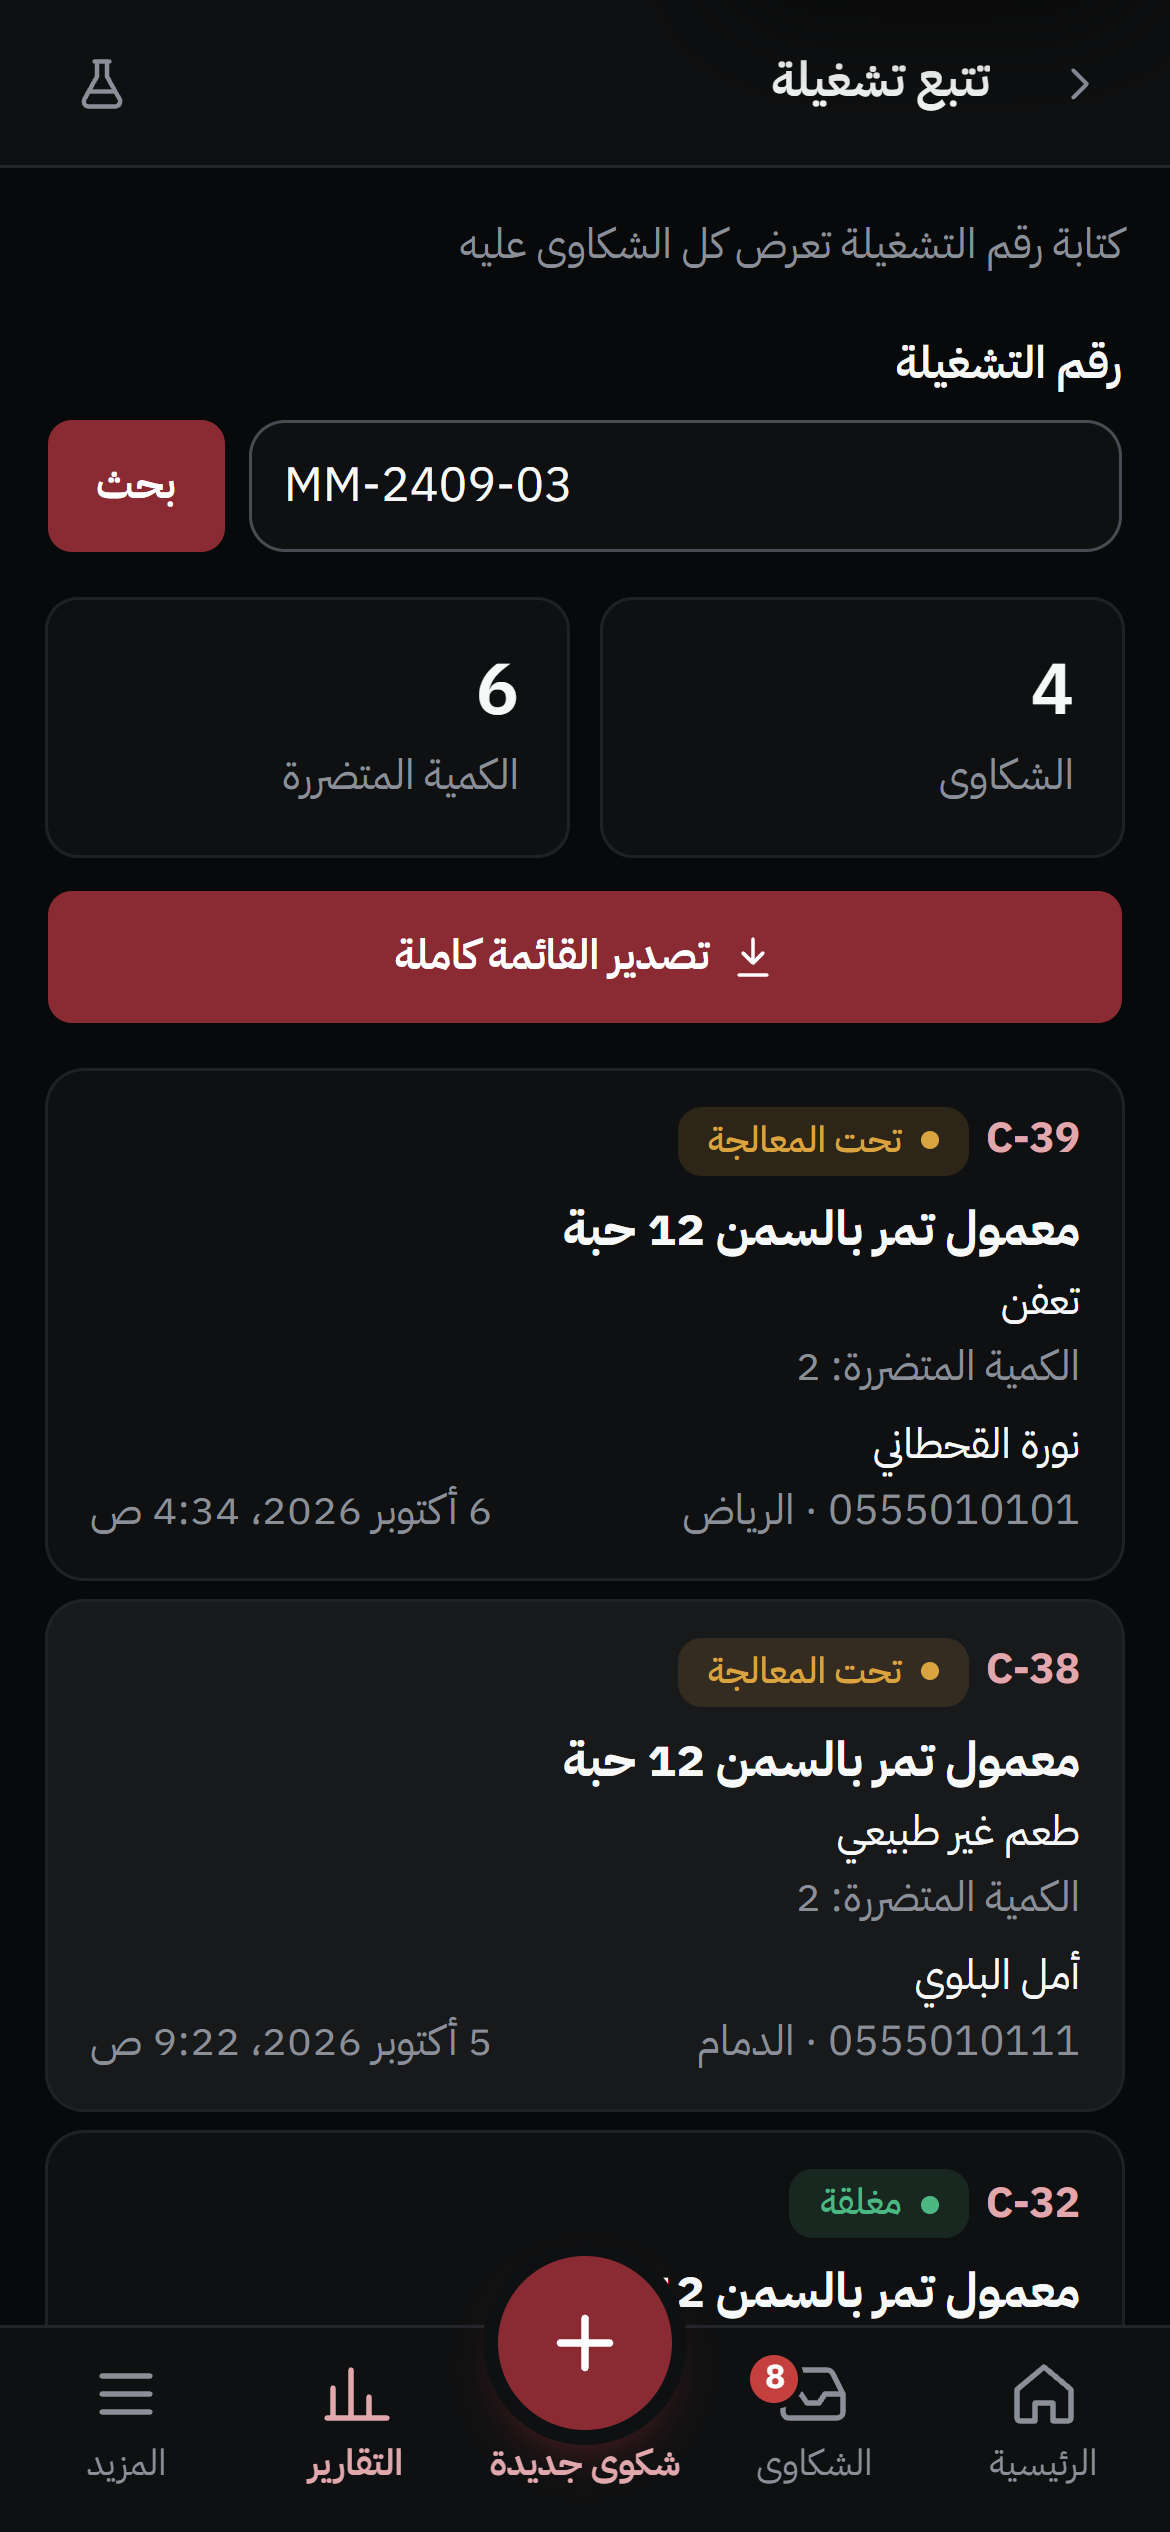 تتبع تشغيلة
كتابة رقم التشغيلة تعرض كل الشكاوى عليه
رقم التشغيلة
MM-2409-03
بحث
4
الشكاوى
6
الكمية المتضررة
تصدير القائمة كاملة
C-39 تحت المعالجة
معمول تمر بالسمن 12 حبة
تعفن
الكمية المتضررة: 2
نورة القحطاني
0555010101 · الرياض
6 أكتوبر 2026، 4:34 ص
C-38 تحت المعالجة
معمول تمر بالسمن 12 حبة
طعم غير طبيعي
الكمية المتضررة: 2
أمل البلوي
0555010111 · الدمام
5 أكتوبر 2026، 9:22 ص
C-32 مغلقة
معمول تمر بالسمن
الرئيسية
8
الشكاوى
شكوى جديدة
التقارير
المزيد